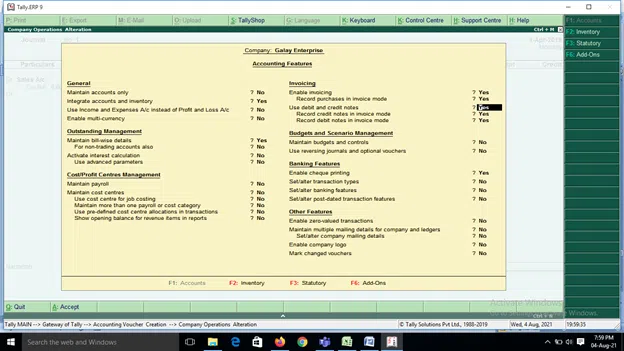 Tally.ERP 9
P: Print E: Export M: E-Mail O: Upload S: TallyShop G: Language K: Keyboard K: Control Centre H: Support Centre H: Help
F1: Accounts
Company Operations Alteration Ctrl + M
F2: Inventory
F3: Statutory
F6: Add-Ons
Company: Galay Enterprise
Accounting Features
Particulars
General
Maintain accounts only ? No
Integrate accounts and inventory ? Yes
Use Income and Expenses A/c instead of Profit and Loss A/c ? No
Enable multi-currency ? No
Outstanding Management
Maintain bill-wise details ? Yes
For non-trading accounts also ? No
Activate interest calculation ? No
Use advanced parameters ? No
Cost/Profit Centres Management
Maintain payroll ? No
Maintain cost centres ? No
Use cost centre for job costing ? No
Maintain more than one payroll or cost category ? No
Use pre-defined cost centre allocations in transactions ? No
Show opening balance for revenue items in reports ? No
Invoicing
Enable invoicing ? Yes
Record purchases in invoice mode ? Yes
Use debit and credit notes ? Yes
Record credit notes in invoice mode ? Yes
Record debit notes in invoice mode ? Yes
Budgets and Scenario Management
Maintain budgets and controls ? No
Use reversing journals and optional vouchers ? No
Banking Features
Enable cheque printing ? Yes
Set/alter transaction types ? No
Set/alter banking features ? No
Set/alter post-dated transaction features ? No
Other Features
Enable zero-valued transactions ? No
Maintain multiple mailing details for company and ledgers ? No
Set/alter company mailing details ? No
Enable company logo ? No
Mark changed vouchers ? No
F1: Accounts F2: Inventory F3: Statutory F6: Add-Ons
Activate Windows
Q: Quit A: Accept
Ctrl + N
Tally MAIN --> Gateway of Tally --> Accounting Voucher Creation --> Company Operations Alteration © Tally Solutions Pvt Ltd., 1988-2019 Wed, 4 Aug, 2021 19:59:35
Search the web and Windows
7:59 PM
04-Aug-21